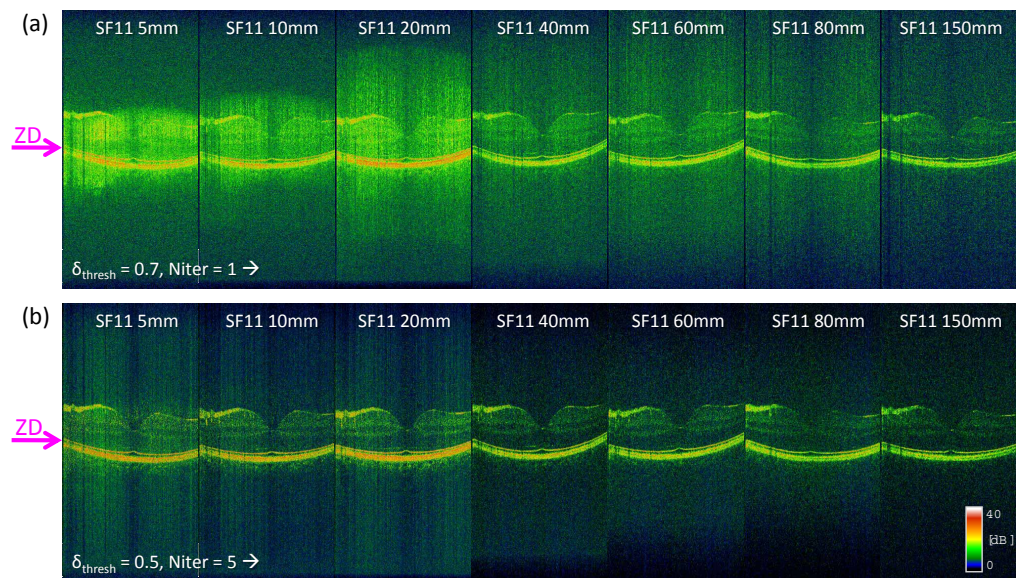 (a)
SF11 5mm SF11 10mm SF11 20mm SF11 40mm SF11 60mm SF11 80mm SF11 150mm
ZD
δthresh = 0.7, Niter = 1 →
(b)
SF11 5mm SF11 10mm SF11 20mm SF11 40mm SF11 60mm SF11 80mm SF11 150mm
ZD
40
[dB]
0
δthresh = 0.5, Niter = 5 →